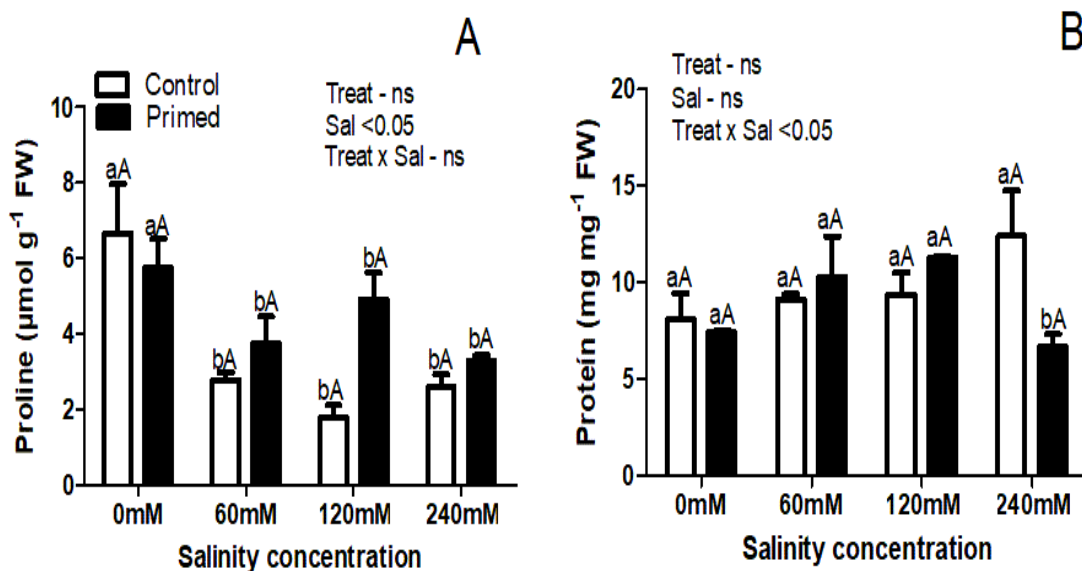 A
Control
Primed
Treat - ns
Sal <0.05
Treat x Sal - ns
Proline (µmol g⁻¹ FW)
10
8
6
4
2
0
aA
aA
bA
bA
bA
bA
bA
bA
0mM
60mM
120mM
240mM
Salinity concentration
B
Treat - ns
Sal - ns
Treat x Sal <0.05
Protein (mg mg⁻¹ FW)
20
15
10
5
0
aA
aA
aA
aA
aA
aA
aA
bA
0mM
60mM
120mM
240mM
Salinity concentration